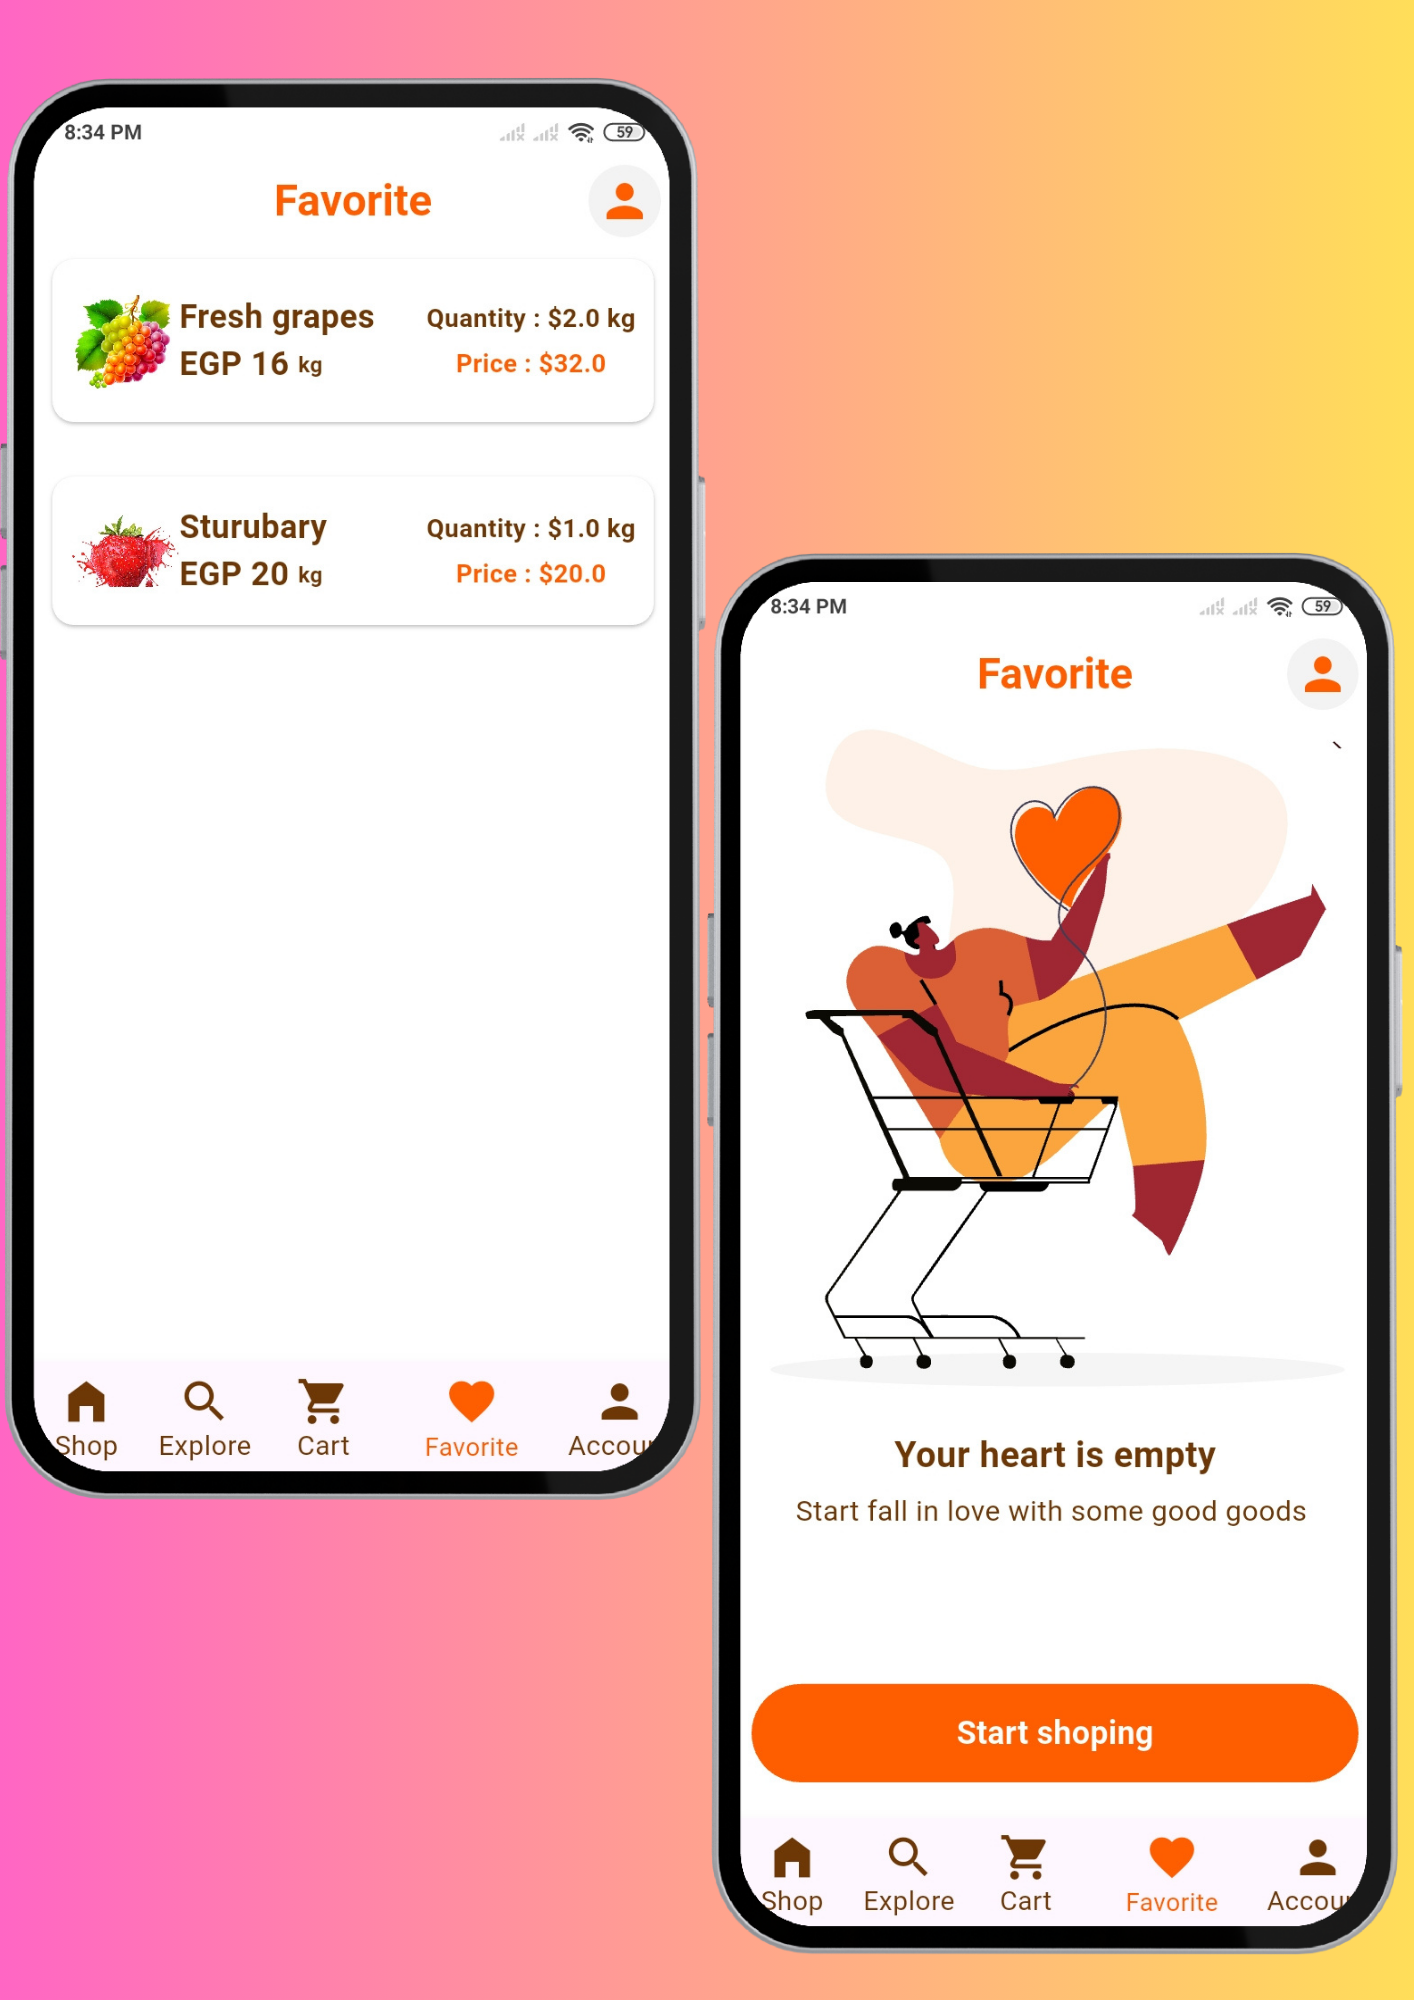 8:34 PM
59
Favorite
Fresh grapes
EGP 16 kg
Quantity : $2.0 kg
Price : $32.0
Sturubary
EGP 20 kg
Quantity : $1.0 kg
Price : $20.0
Shop
Explore
Cart
Favorite
Accou
8:34 PM
59
Favorite
Your heart is empty
Start fall in love with some good goods
Start shoping
Shop
Explore
Cart
Favorite
Accou